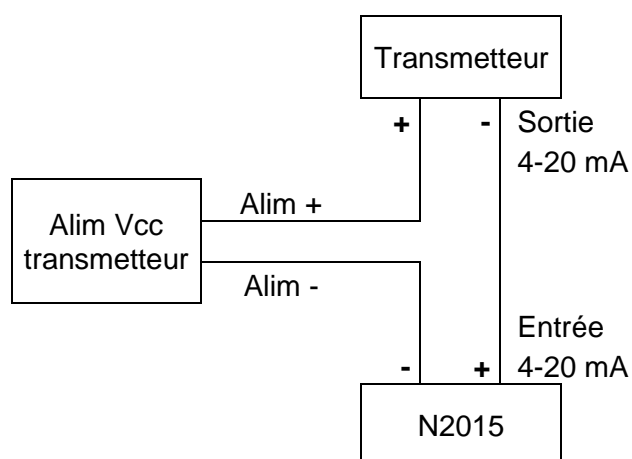 Transmetteur
+ - Sortie
4-20 mA
Alim +
Alim Vcc
transmetteur
Alim -
Entrée
- + 4-20 mA
N2015